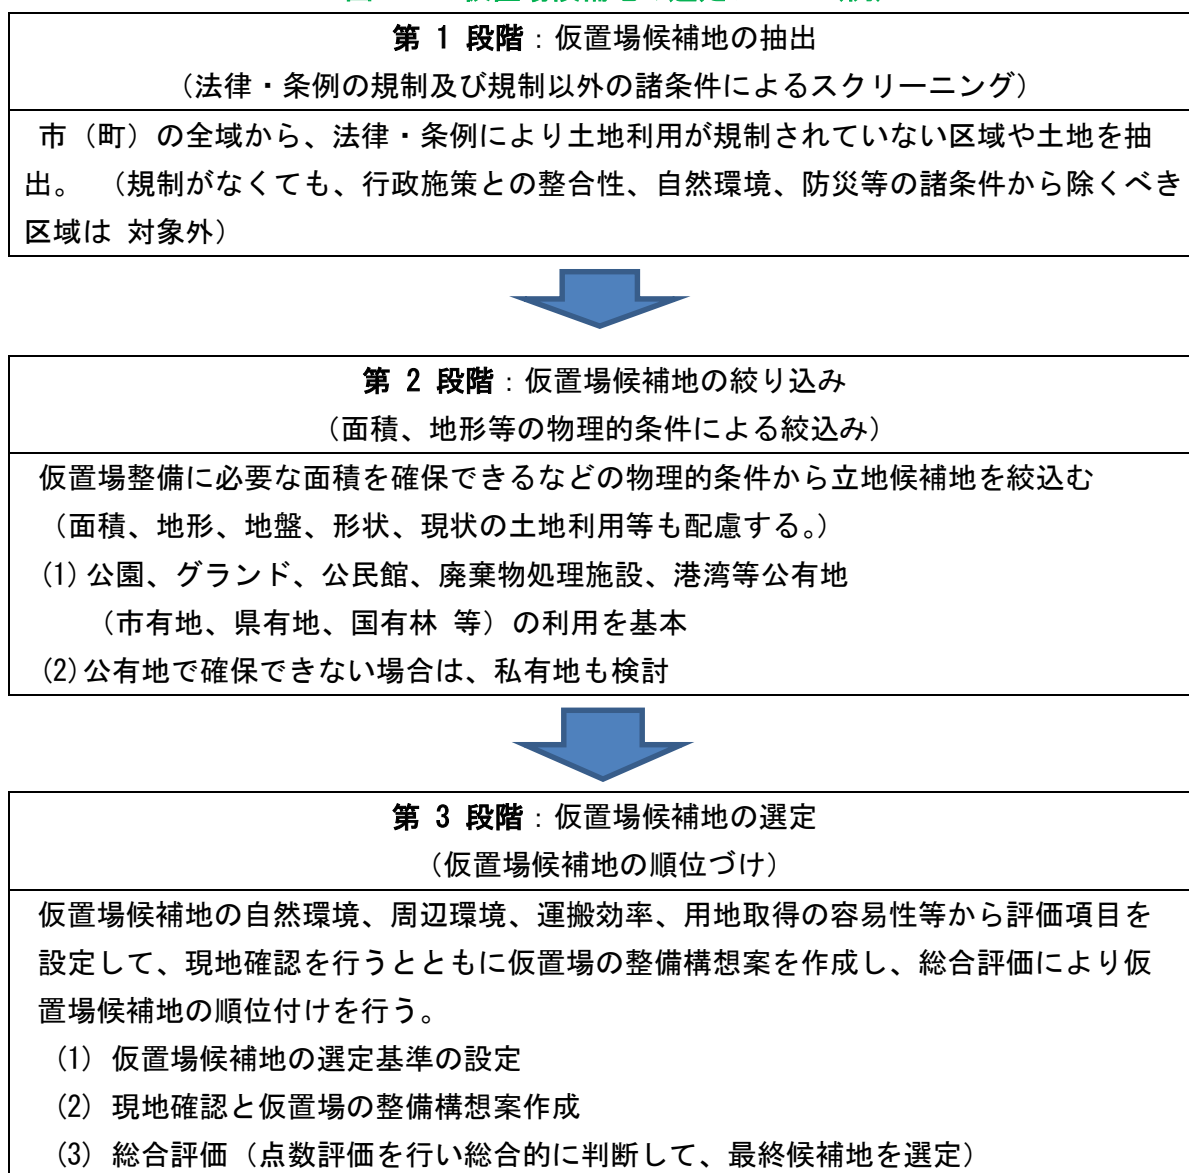 第 1 段階：仮置場候補地の抽出
（法律・条例の規制及び規制以外の諸条件によるスクリーニング）
市（町）の全域から、法律・条例により土地利用が規制されていない区域や土地を抽
出。 （規制がなくても、行政施策との整合性、自然環境、防災等の諸条件から除くべき
区域は 対象外）
第 2 段階：仮置場候補地の絞り込み
（面積、地形等の物理的条件による絞込み）
仮置場整備に必要な面積を確保できるなどの物理的条件から立地候補地を絞込む
（面積、地形、地盤、形状、現状の土地利用等も配慮する。）
(1) 公園、グランド、公民館、廃棄物処理施設、港湾等公有地
（市有地、県有地、国有林 等）の利用を基本
(2) 公有地で確保できない場合は、私有地も検討
第 3 段階：仮置場候補地の選定
（仮置場候補地の順位づけ）
仮置場候補地の自然環境、周辺環境、運搬効率、用地取得の容易性等から評価項目を
設定して、現地確認を行うとともに仮置場の整備構想案を作成し、総合評価により仮
置場候補地の順位付けを行う。
(1) 仮置場候補地の選定基準の設定
(2) 現地確認と仮置場の整備構想案作成
(3) 総合評価（点数評価を行い総合的に判断して、最終候補地を選定）